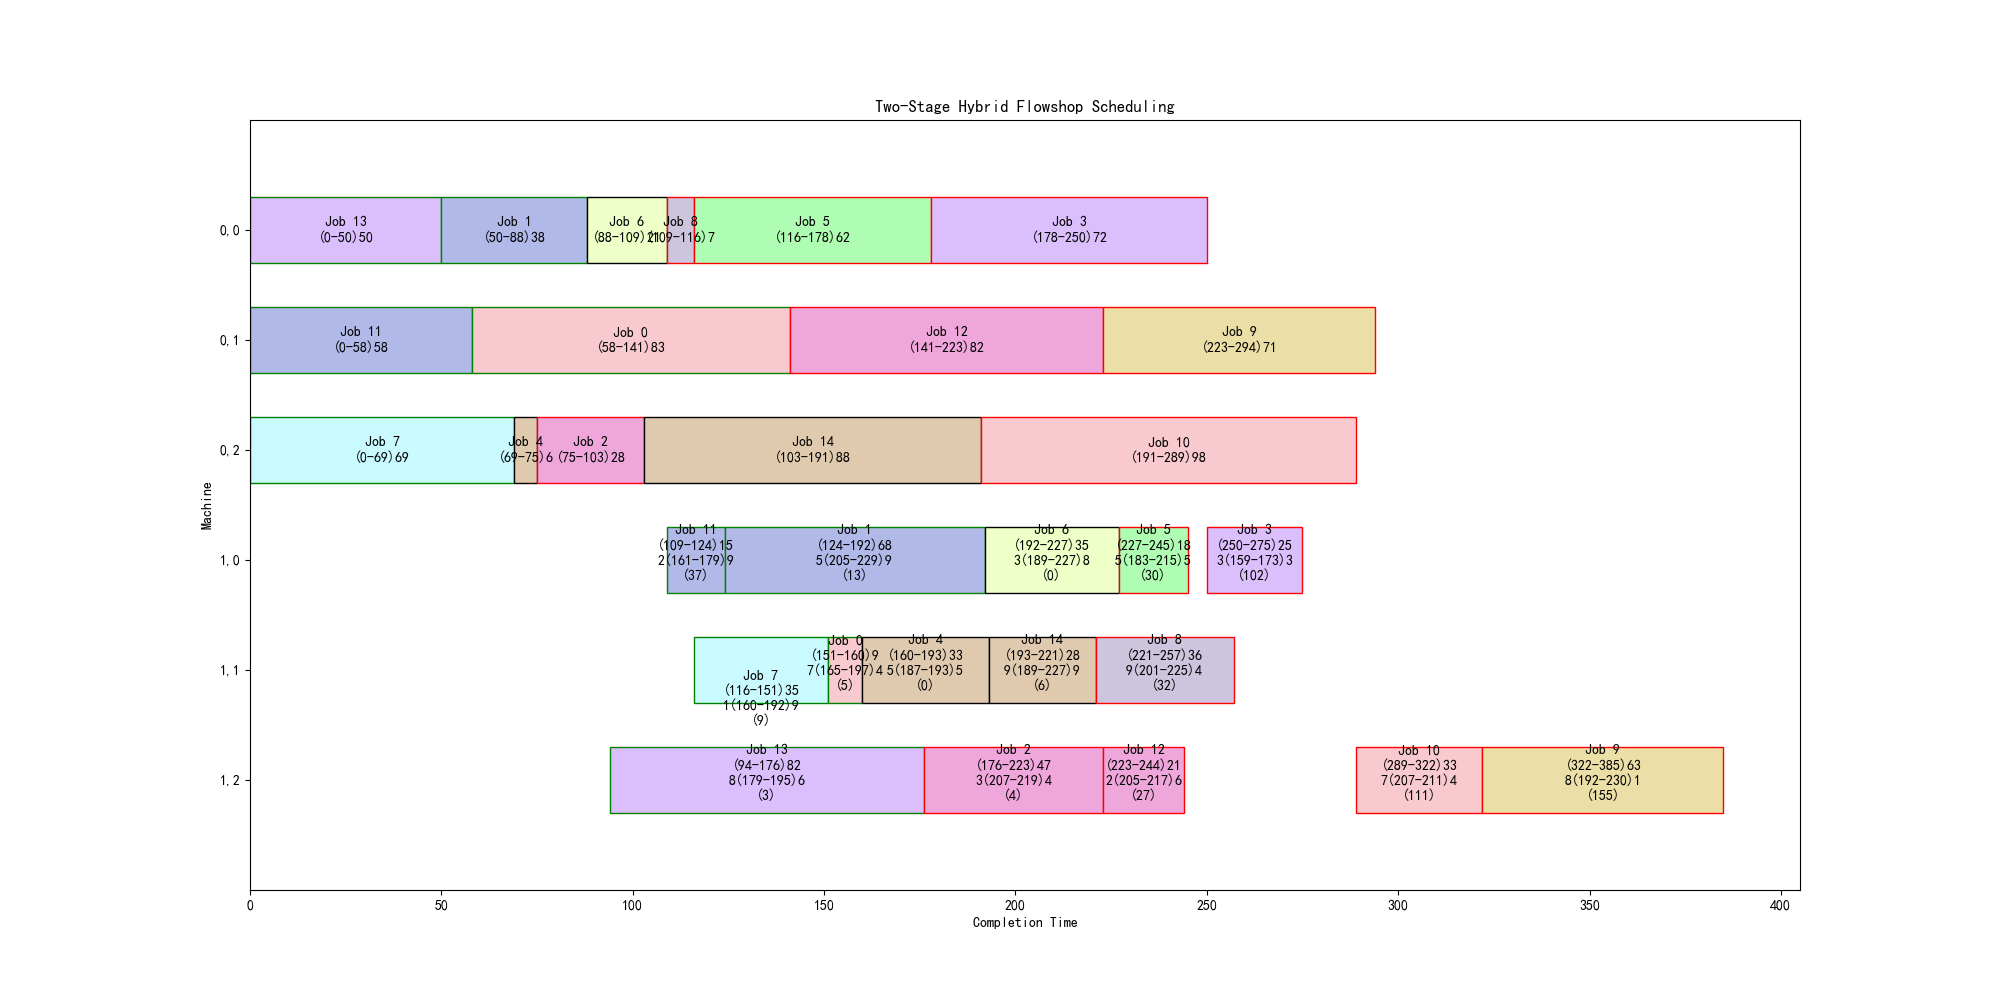 Two-Stage Hybrid Flowshop Scheduling
Machine
0,0
Job 13
(0-50)50
Job 1
(50-88)38
Job 6
(88-109)21
Job 8
(109-116)7
Job 5
(116-178)62
Job 3
(178-250)72
0,1
Job 11
(0-58)58
Job 0
(58-141)83
Job 12
(141-223)82
Job 9
(223-294)71
0,2
Job 7
(0-69)69
Job 4
(69-75)6
Job 2
(75-103)28
Job 14
(103-191)88
Job 10
(191-289)98
1,0
Job 11
(109-124)15
2(161-179)9
(37)
Job 1
(124-192)68
5(205-229)9
(13)
Job 6
(192-227)35
3(189-227)8
(0)
Job 5
(227-245)18
5(183-215)5
(30)
Job 3
(250-275)25
3(159-173)3
(102)
1,1
Job 7
(116-151)35
1(160-192)9
(9)
Job 0
(151-160)9
7(165-197)4
(5)
Job 4
(160-193)33
5(187-193)5
(0)
Job 14
(193-221)28
9(189-227)9
(6)
Job 8
(221-257)36
9(201-225)4
(32)
1,2
Job 13
(94-176)82
8(179-195)6
(3)
Job 2
(176-223)47
3(207-219)4
(4)
Job 12
(223-244)21
2(205-217)6
(27)
Job 10
(289-322)33
7(207-211)4
(111)
Job 9
(322-385)63
8(192-230)1
(155)
0 50 100 150 200 250 300 350 400
Completion Time